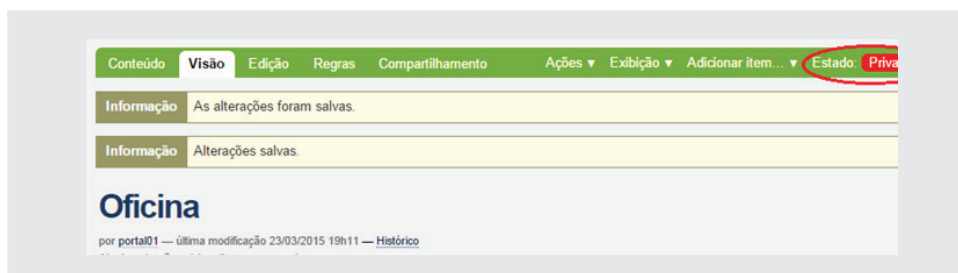 Conteúdo Visão Edição Regras Compartilhamento Ações ▼ Exibição ▼ Adicionar item... ▼ Estado:
Informação As alterações foram salvas.
Informação Alterações salvas.
Oficina
por portal01 — última modificação 23/03/2015 19h11 — Histórico